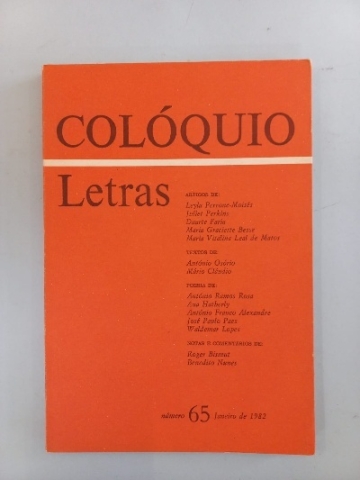 COLÓQUIO
Letras
ARTIGOS DE:
Leyla Perrone-Moisés
Juliet Perkins
Duarte Faria
Maria Graciete Besse
Maria Vitalina Leal de Matos
CONTOS DE:
António Osório
Mário Cláudio
POEMAS DE:
António Ramos Rosa
Ana Hatherly
António Franco Alexandre
José Paulo Paes
Waldemar Lopes
NOTAS E COMENTÁRIOS DE:
Roger Bismut
Benedito Nunes
número 65 Janeiro de 1982